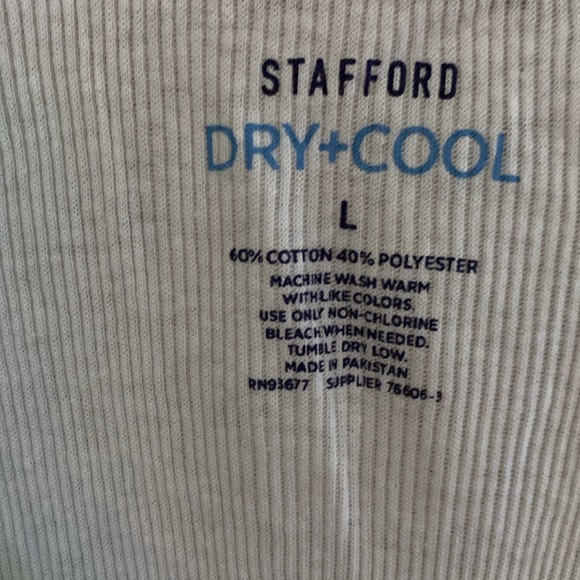 STAFFORD
DRY+COOL
L
60% COTTON 40% POLYESTER
MACHINE WASH WARM
WITH LIKE COLORS.
USE ONLY NON-CHLORINE
BLEACH WHEN NEEDED.
TUMBLE DRY LOW.
MADE IN PAKISTAN
RN93677 SUPPLIER 76606-3